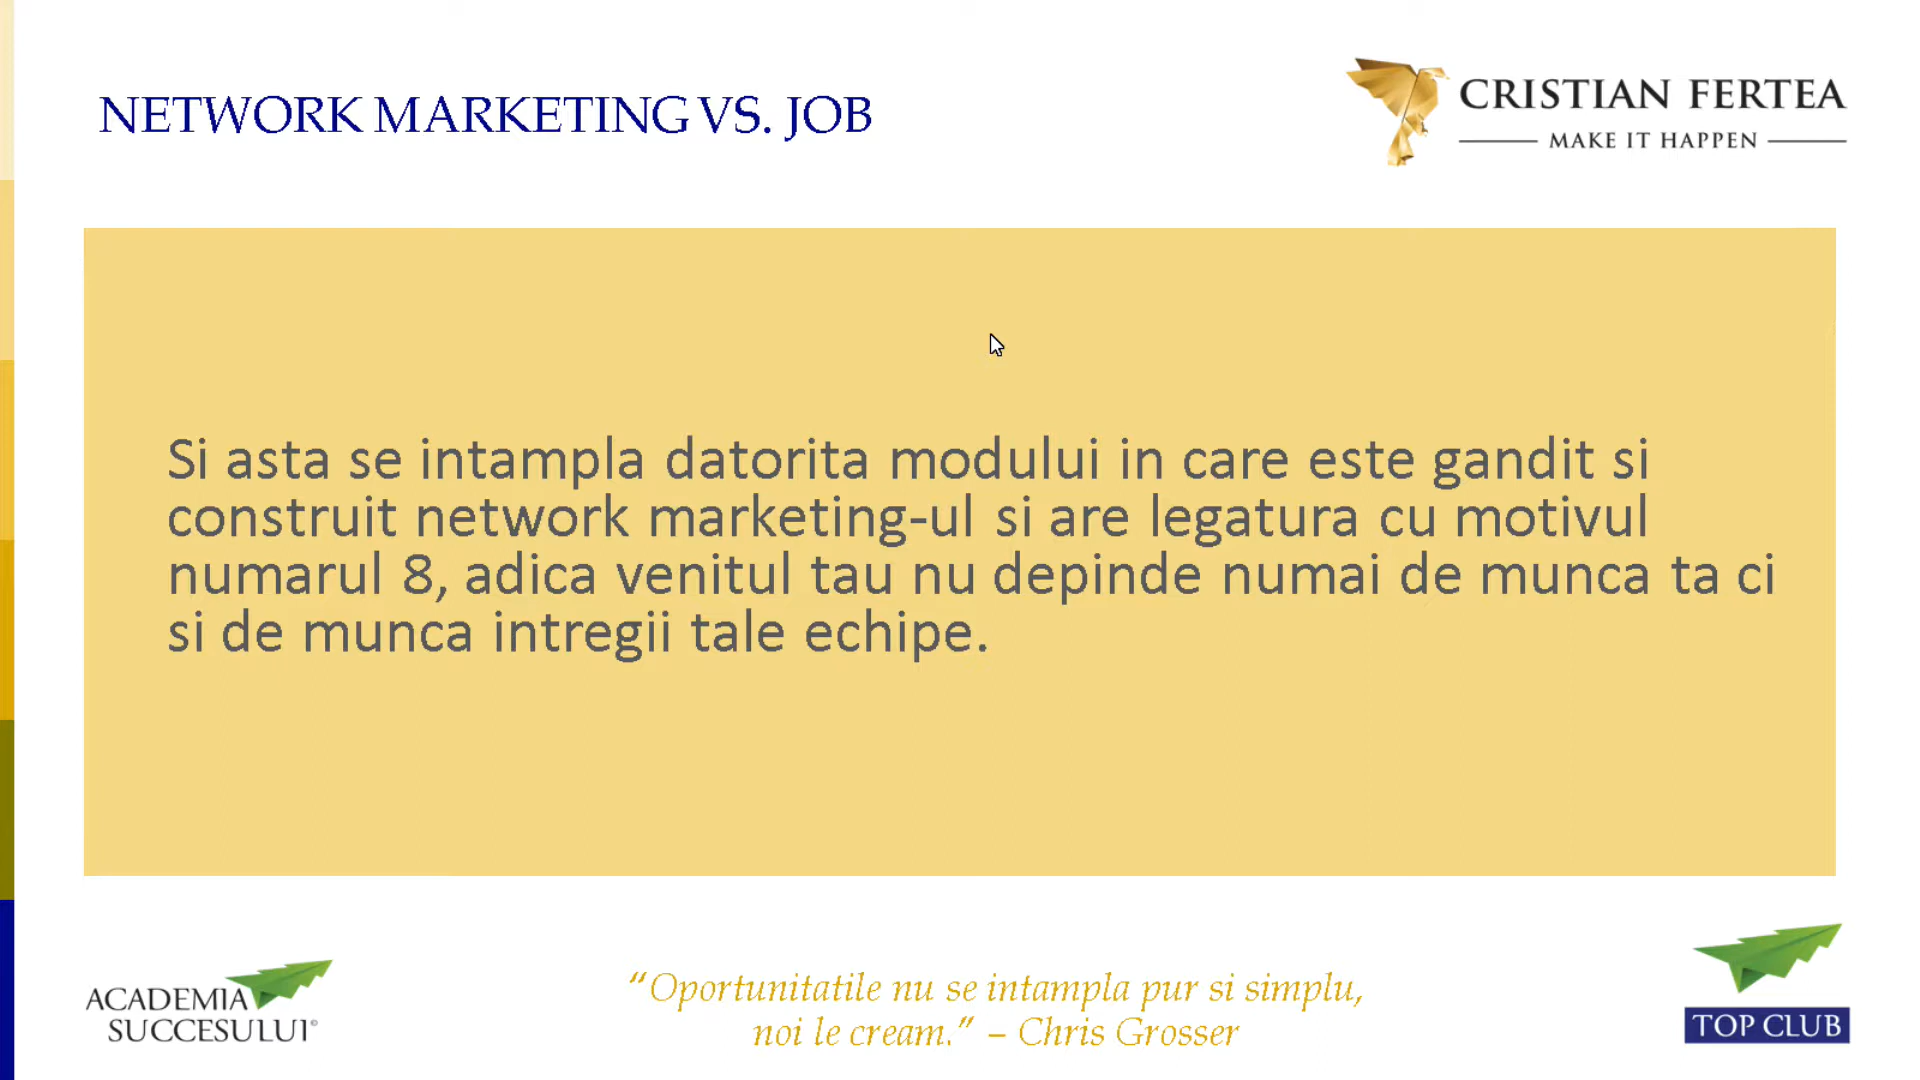 NETWORK MARKETING VS. JOB
CRISTIAN FERTEA
MAKE IT HAPPEN
Si asta se intampla datorita modului in care este gandit si
construit network marketing-ul si are legatura cu motivul
numarul 8, adica venitul tau nu depinde numai de munca ta ci
si de munca intregii tale echipe.
ACADEMIA
SUCCESULUI©
“Oportunitatile nu se intampla pur si simplu,
noi le cream.” – Chris Grosser
TOP CLUB